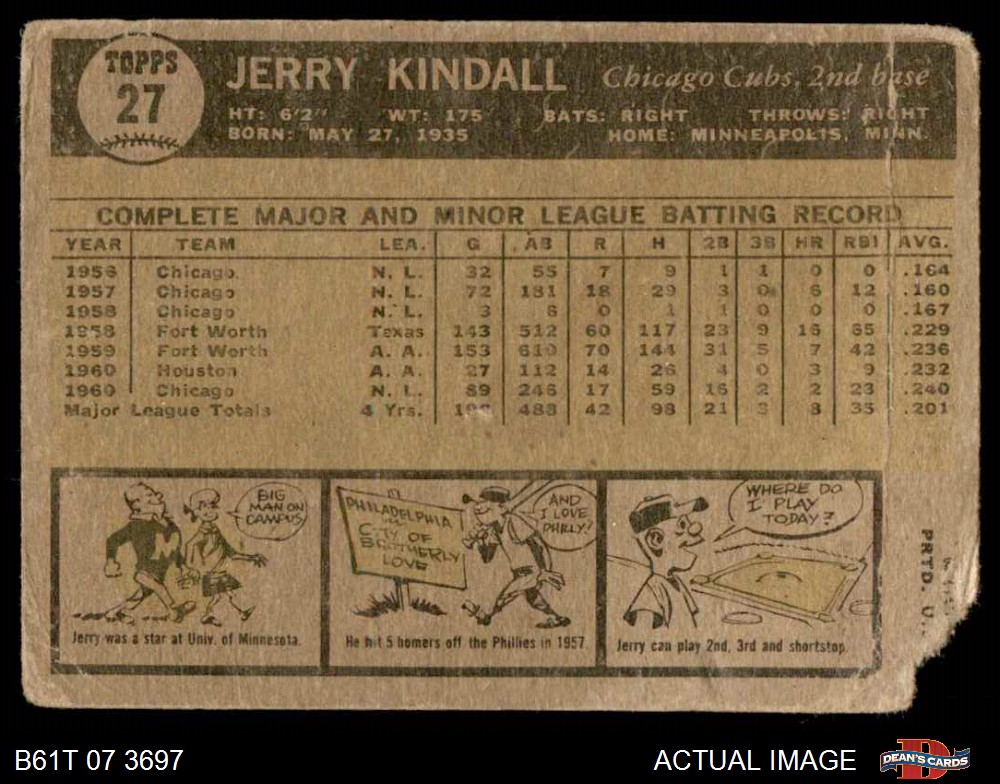 TOPPS
27
JERRY KINDALL Chicago Cubs, 2nd base
HT: 6'2" WT: 175 BATS: RIGHT THROWS: RIGHT
BORN: MAY 27, 1935 HOME: MINNEAPOLIS, MINN.
COMPLETE MAJOR AND MINOR LEAGUE BATTING RECORD
YEAR TEAM LEA. G AB R H 2B 3B HR RBI AVG.
1956 Chicago N. L. 32 55 7 9 1 1 0 0 .164
1957 Chicago N. L. 72 181 18 29 3 0 6 12 .160
1958 Chicago N. L. 3 6 0 1 1 0 0 0 .167
1958 Fort Worth Texas 143 512 60 117 23 9 16 65 .229
1959 Fort Worth A. A. 153 610 70 144 31 5 7 42 .236
1960 Houston A. A. 27 112 14 26 4 0 3 9 .232
1960 Chicago N. L. 89 246 17 59 16 2 2 23 .240
Major League Totals 4 Yrs. 196 488 42 98 21 3 8 35 .201
BIG
MAN ON
CAMPUS
Jerry was a star at Univ. of Minnesota.
PHILADELPHIA
CITY OF
BROTHERLY
LOVE
AND
I LOVE
PHILLY!
He hit 5 homers off the Phillies in 1957
WHERE DO
I PLAY
TODAY?
Jerry can play 2nd, 3rd and shortstop.
PRTD. U.
B61T 07 3697
ACTUAL IMAGE
D
DEAN'S CARDS